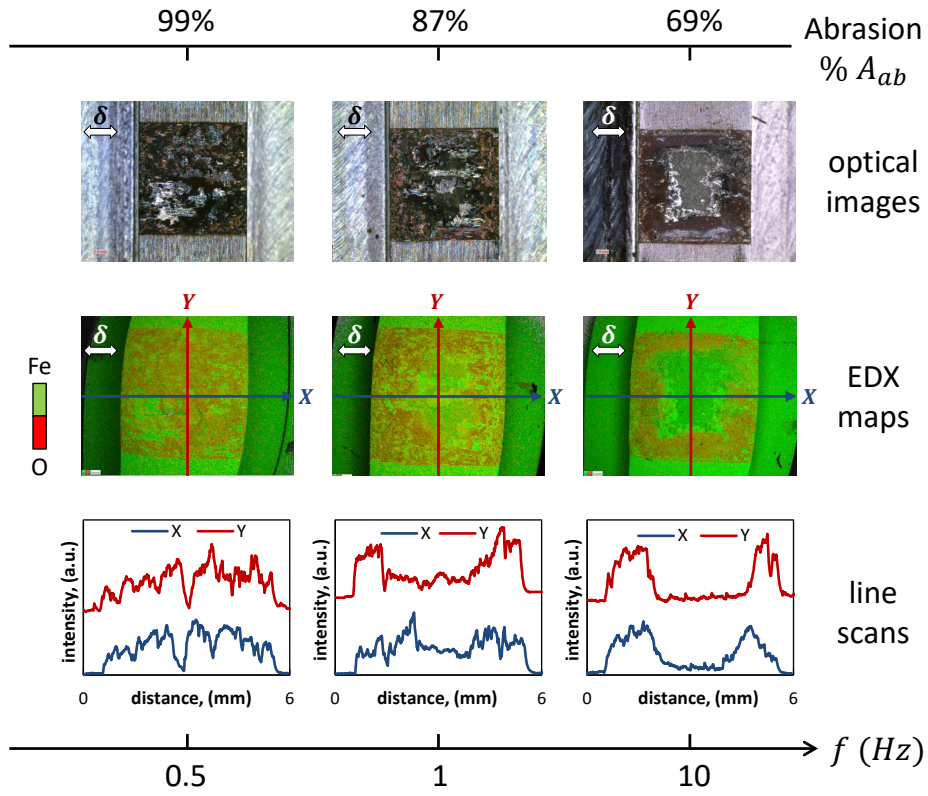 99% 87% 69% Abrasion
% A_ab
δ δ δ
optical
images
Y Y Y
δ δ δ
Fe
O
X X X
EDX
maps
X Y X Y X Y
intensity, (a.u.) intensity, (a.u.) intensity, (a.u.)
line
scans
0 6 0 6 0 6
distance, (mm) distance, (mm) distance, (mm)
f (Hz)
0.5 1 10